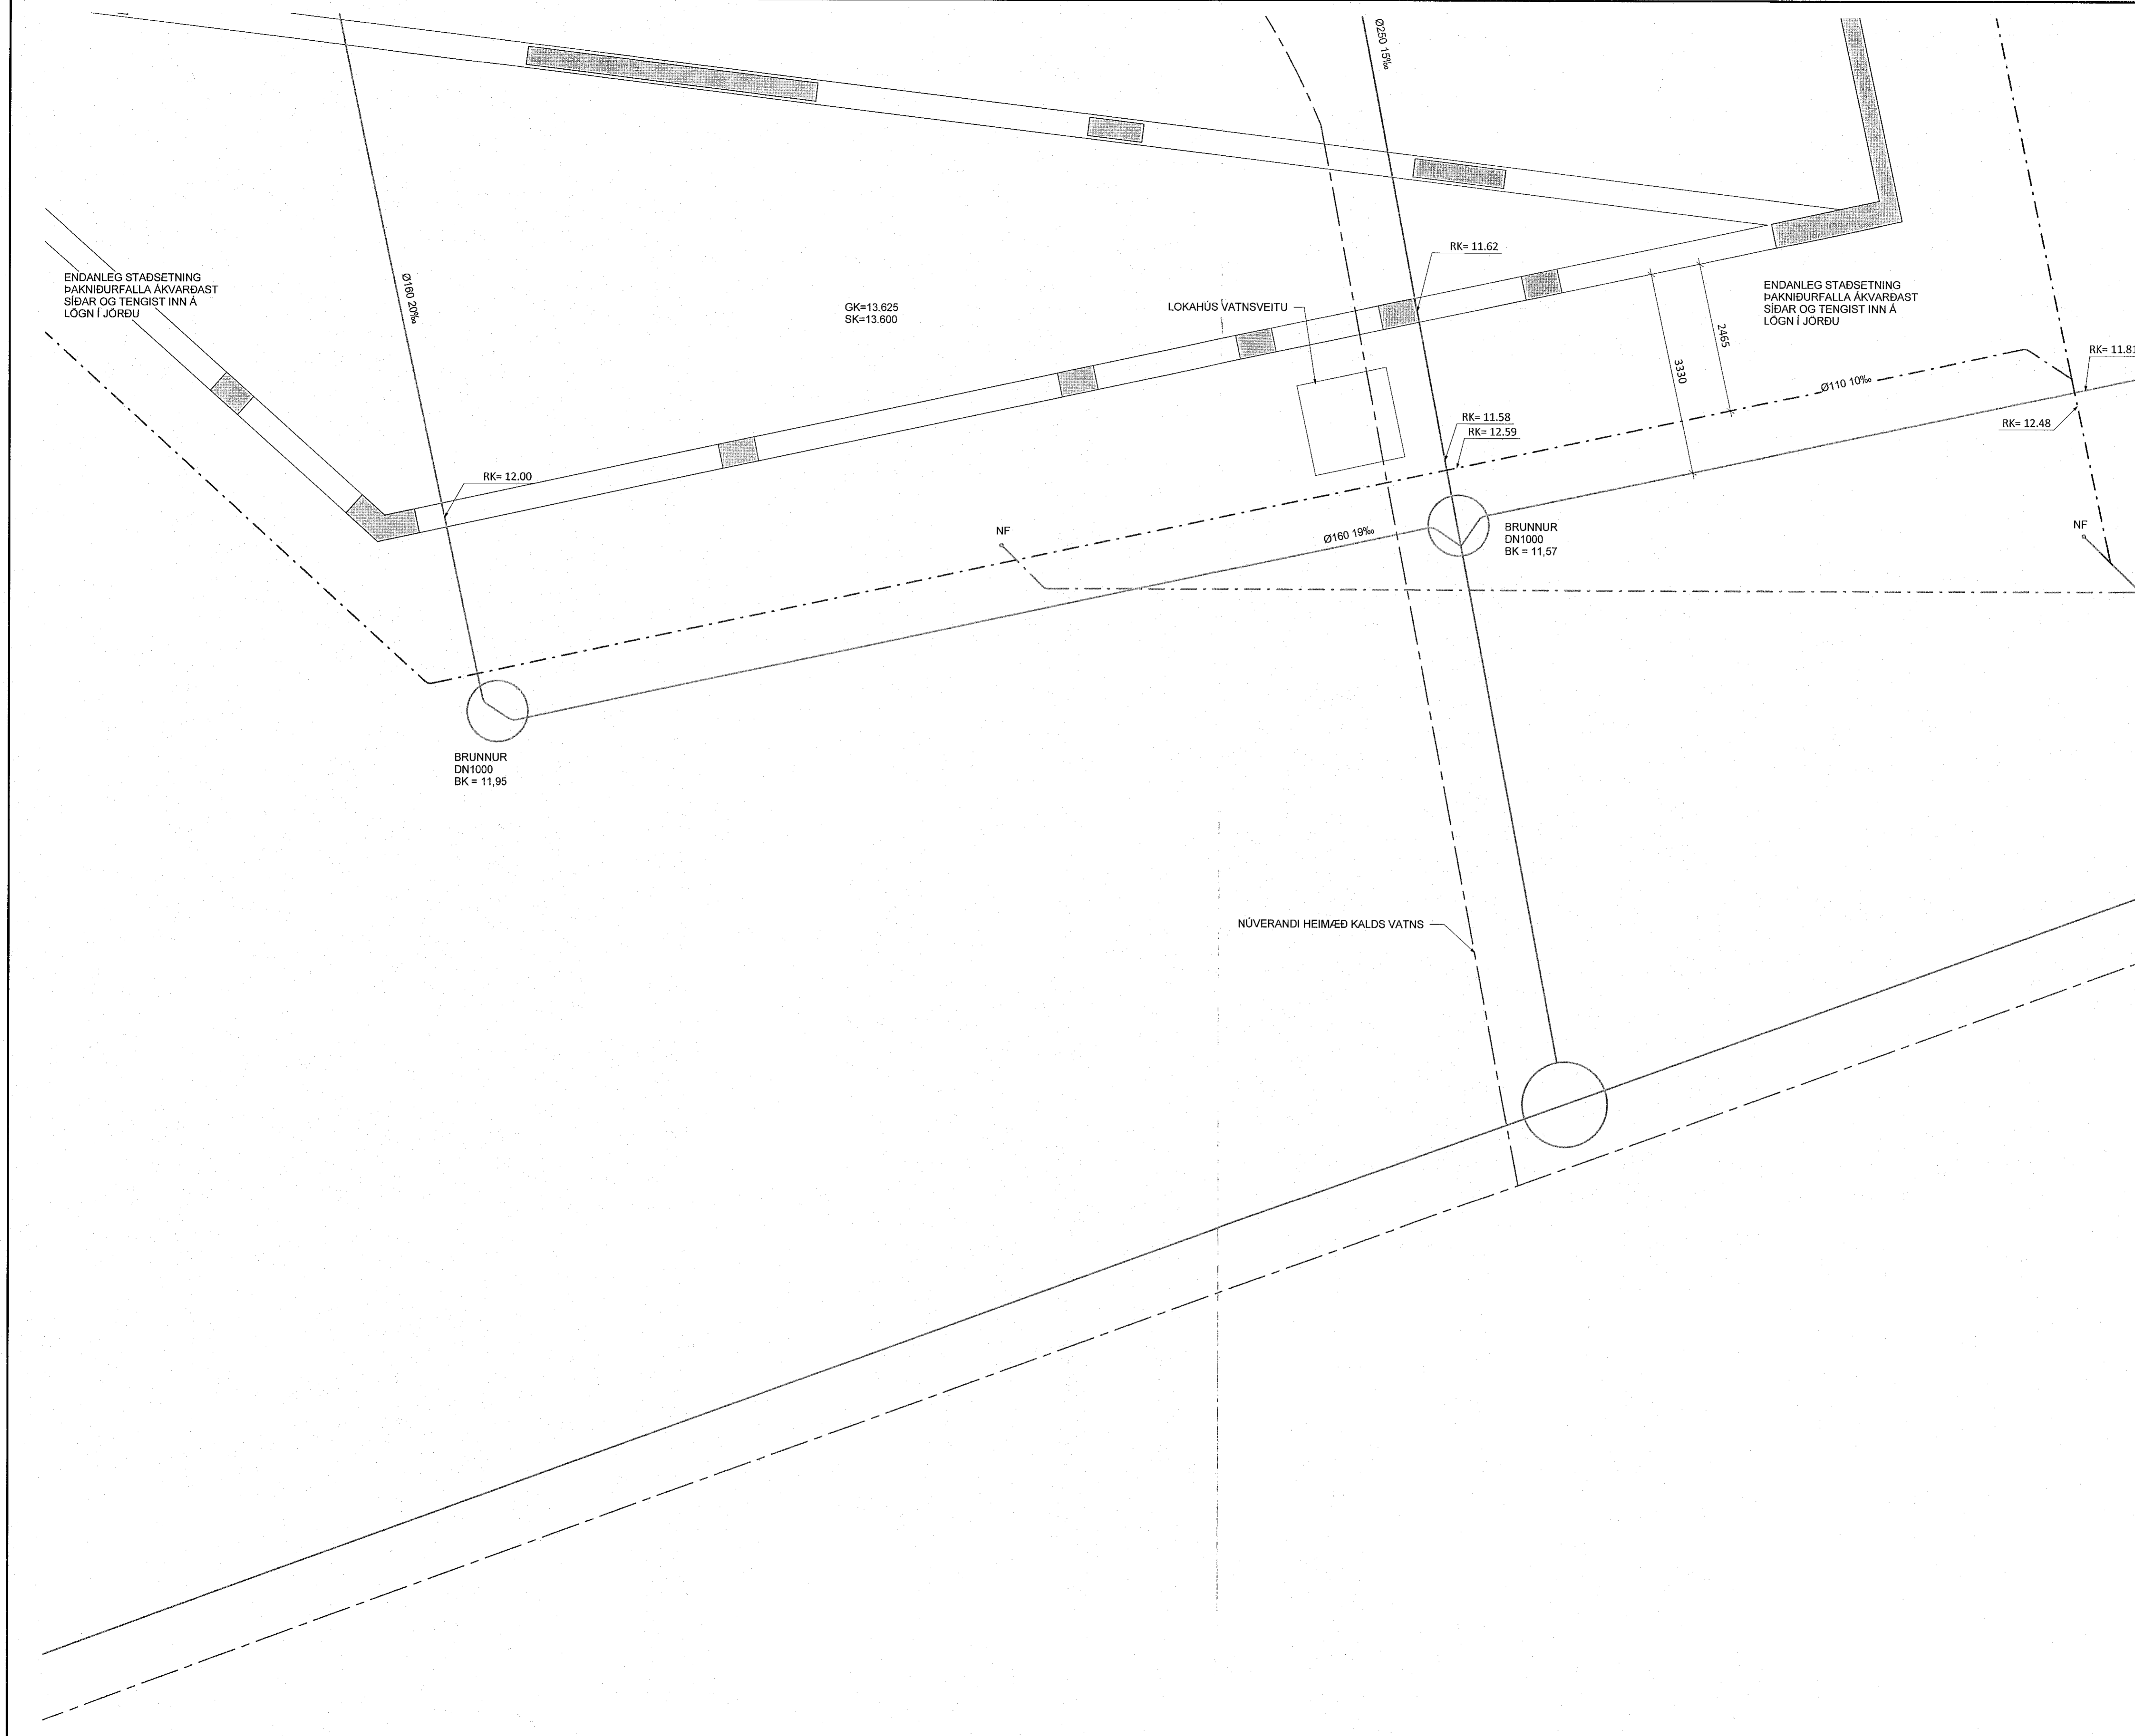 Ø250 15‰
RK= 11.62
ENDANLEG STAÐSETNING
ÞAKNIÐURFALLA ÁKVARÐAST
SÍÐAR OG TENGIST INN Á
LÖGN Í JÖRÐU
Ø160 20‰
GK=13.625
SK=13.600
LOKAHÚS VATNSVEITU
ENDANLEG STAÐSETNING
ÞAKNIÐURFALLA ÁKVARÐAST
SÍÐAR OG TENGIST INN Á
LÖGN Í JÖRÐU
2465
3330
RK= 11.81
Ø110 10‰
RK= 11.58
RK= 12.59
RK= 12.48
RK= 12.00
NF
Ø160 19‰
BRUNNUR
DN1000
BK = 11,57
NF
BRUNNUR
DN1000
BK = 11,95
NÚVERANDI HEIMÆÐ KALDS VATNS